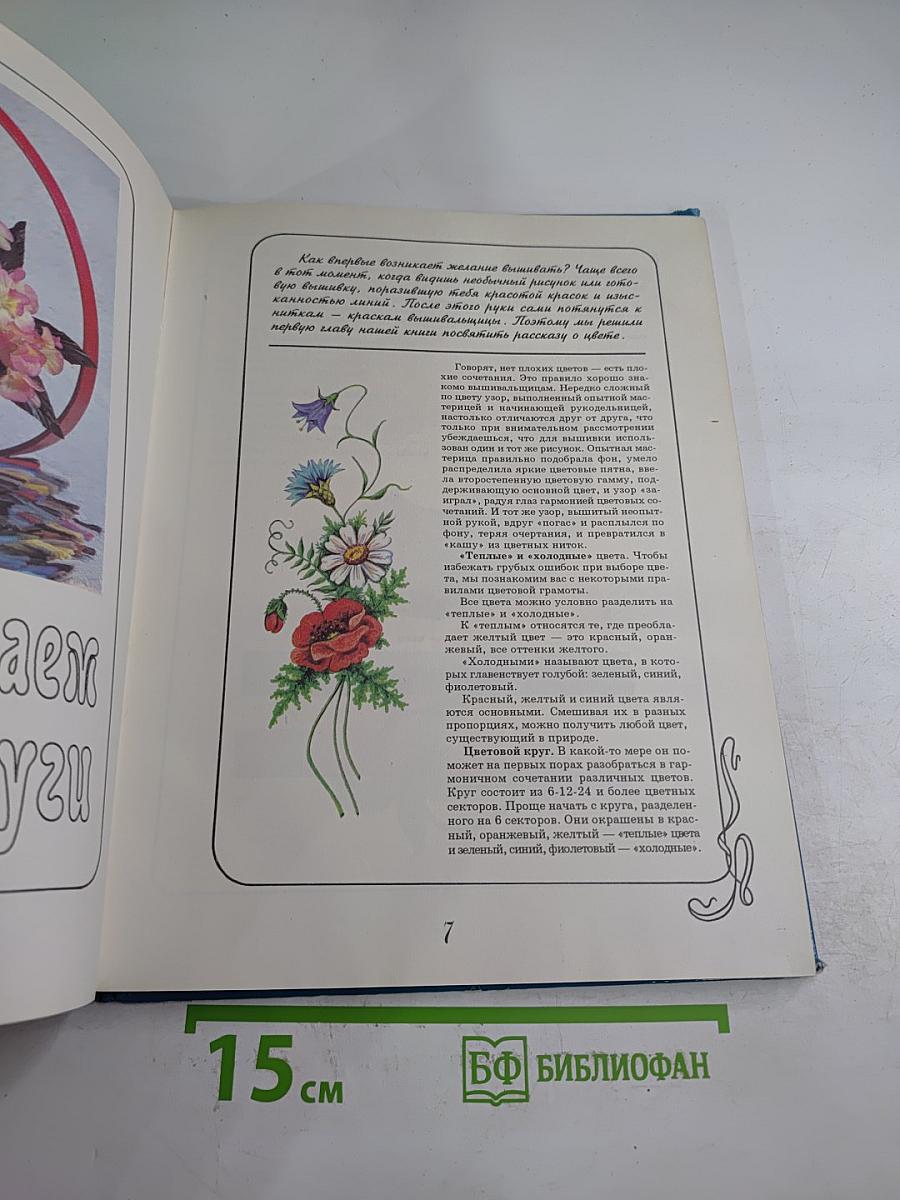 аем
уги
Как впервые возникает желание вышивать? Чаще всего
в тот момент, когда видишь необычный рисунок или гото-
вую вышивку, поразившую тебя красотой красок и изыс-
канностью линий. После этого руки сами потянутся к
ниткам — краскам вышивальщицы. Поэтому мы решили
первую главу нашей книги посвятить рассказу о цвете.
Говорят, нет плохих цветов — есть пло-
хие сочетания. Это правило хорошо зна-
комо вышивальщицам. Нередко сложный
по цвету узор, выполненный опытной мас-
терицей и начинающей рукодельницей,
настолько отличаются друг от друга, что
только при внимательном рассмотрении
убеждаешься, что для вышивки исполь-
зован один и тот же рисунок. Опытная мас-
терица правильно подобрала фон, умело
распределила яркие цветовые пятна, вве-
ла второстепенную цветовую гамму, под-
держивающую основной цвет, и узор «за-
играл», радуя глаз гармонией цветовых со-
четаний. И тот же узор, вышитый неопыт-
ной рукой, вдруг «погас» и расплылся по
фону, теряя очертания, и превратился в
«кашу» из цветных ниток.
«Теплые» и «холодные» цвета. Чтобы
избежать грубых ошибок при выборе цве-
та, мы познакомим вас с некоторыми пра-
вилами цветовой грамоты.
Все цвета можно условно разделить на
«теплые» и «холодные».
К «теплым» относятся те, где преобла-
дает желтый цвет — это красный, оран-
жевый, все оттенки желтого.
«Холодными» называют цвета, в кото-
рых главенствует голубой: зеленый, синий,
фиолетовый.
Красный, желтый и синий цвета явля-
ются основными. Смешивая их в разных
пропорциях, можно получить любой цвет,
существующий в природе.
Цветовой круг. В какой-то мере он по-
может на первых порах разобраться в гар-
моничном сочетании различных цветов.
Круг состоит из 6-12-24 и более цветных
секторов. Проще начать с круга, разделен-
ного на 6 секторов. Они окрашены в крас-
ный, оранжевый, желтый — «теплые» цвета
и зеленый, синий, фиолетовый — «холодные».
7
15 см
БФ БИБЛИОФАН